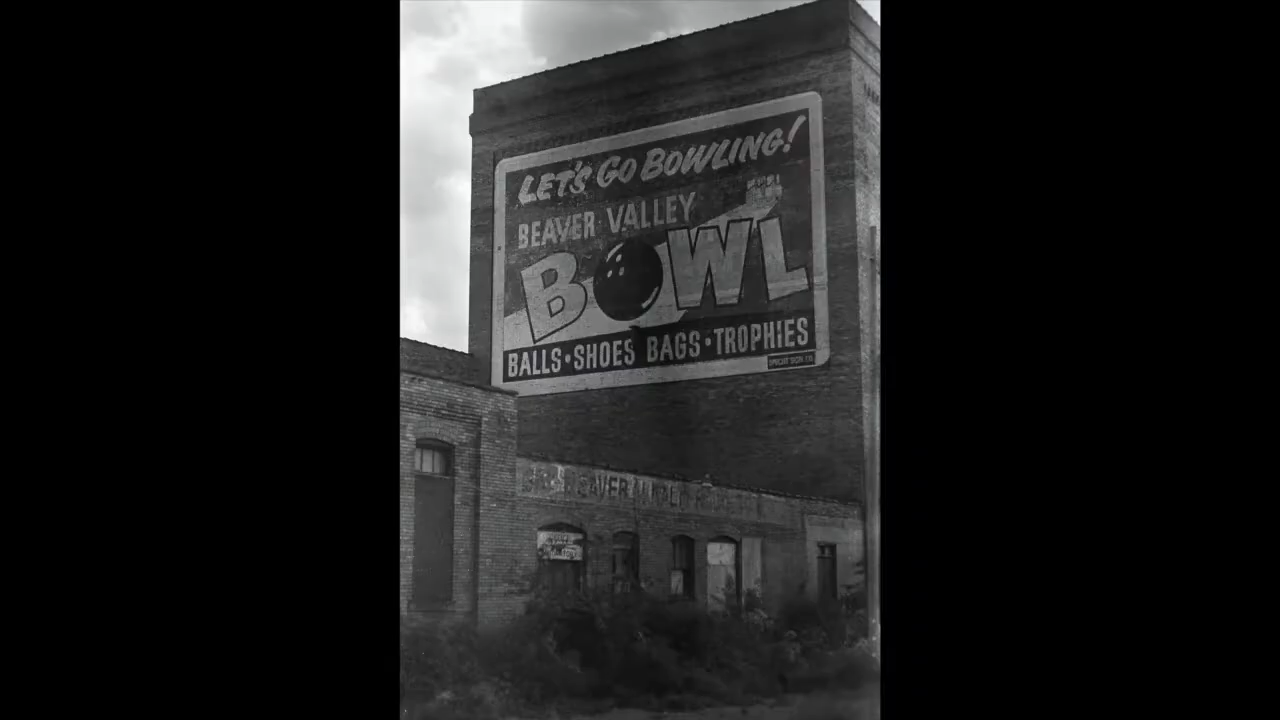 LET'S GO BOWLING!
BEAVER VALLEY
BOWL
BALLS • SHOES BAGS • TROPHIES